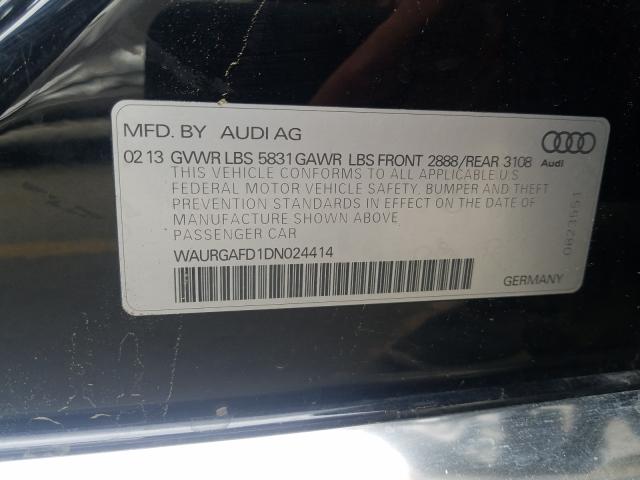 MFD. BY AUDI AG
02 13 GVWR LBS 5831 GAWR LBS FRONT 2888/REAR 3108
Audi
THIS VEHICLE CONFORMS TO ALL APPLICABLE U.S
FEDERAL MOTOR VEHICLE SAFETY, BUMPER AND THEFT
PREVENTION STANDARDS IN EFFECT ON THE DATE OF
MANUFACTURE SHOWN ABOVE
PASSENGER CAR
WAURGAFD1DN024414
GERMANY
0623551